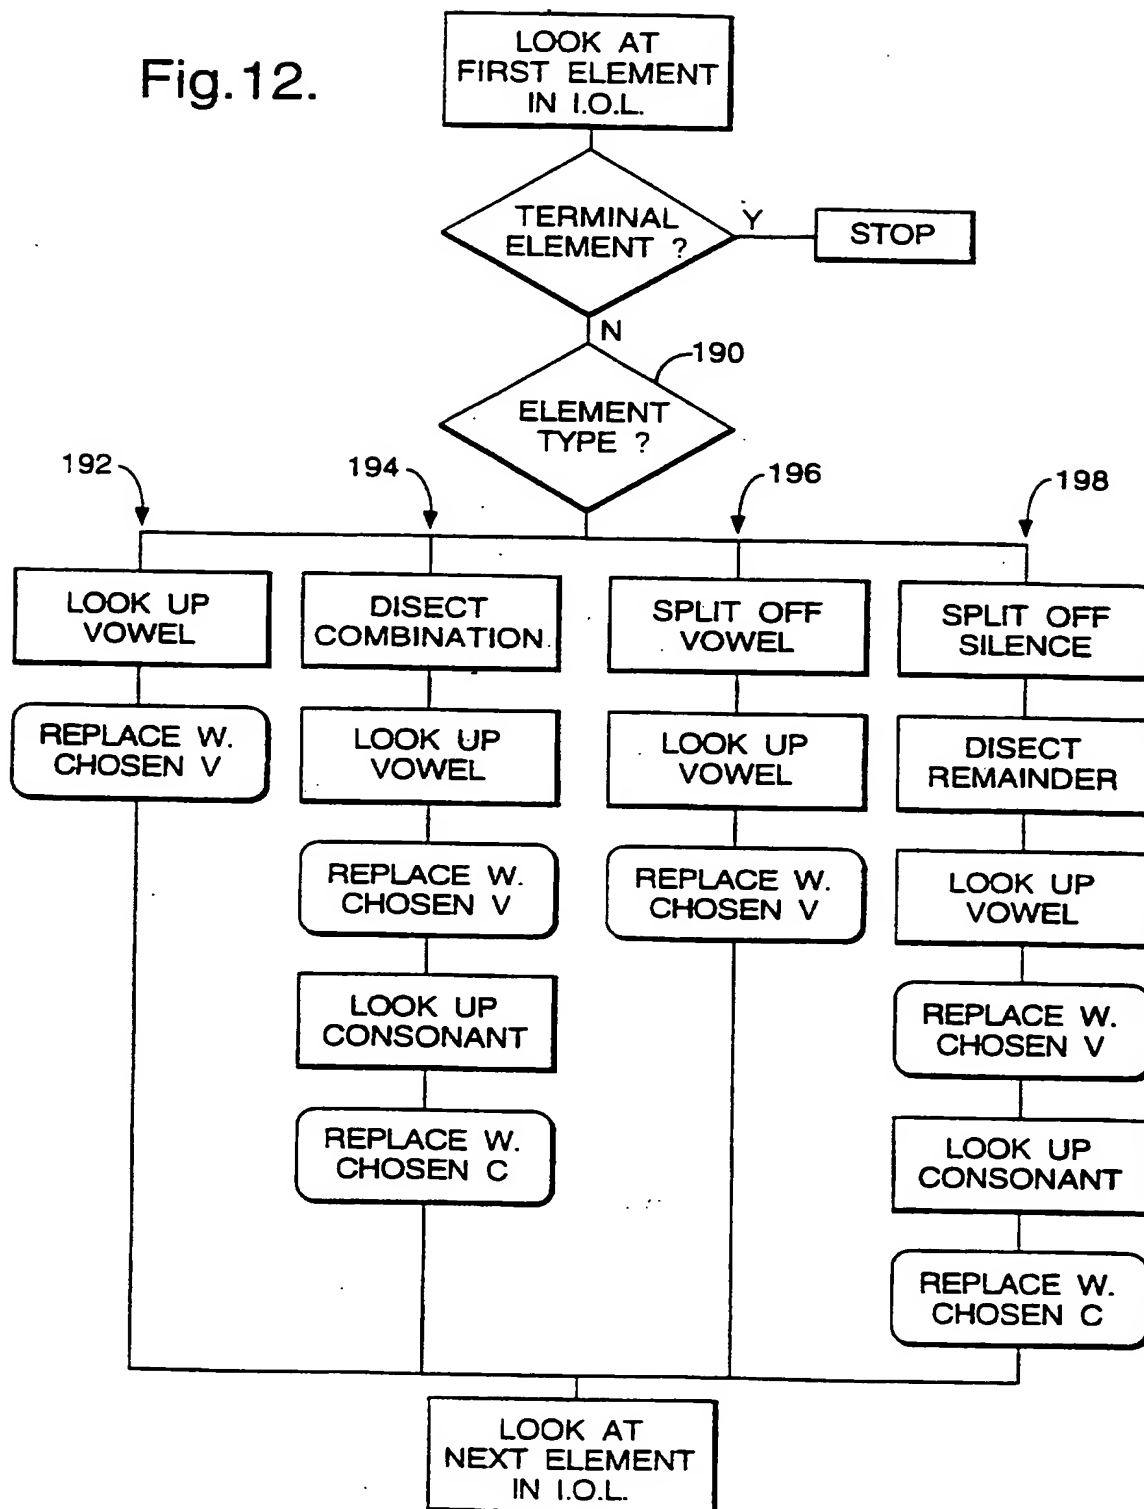 Fig.12.
LOOK AT
FIRST ELEMENT
IN I.O.L.
TERMINAL
ELEMENT ?
Y
STOP
N
190
ELEMENT
TYPE ?
192
194
196
198
LOOK UP
VOWEL
REPLACE W.
CHOSEN V
DISECT
COMBINATION
LOOK UP
VOWEL
REPLACE W.
CHOSEN V
LOOK UP
CONSONANT
REPLACE W.
CHOSEN C
SPLIT OFF
VOWEL
LOOK UP
VOWEL
REPLACE W.
CHOSEN V
SPLIT OFF
SILENCE
DISECT
REMAINDER
LOOK UP
VOWEL
REPLACE W.
CHOSEN V
LOOK UP
CONSONANT
REPLACE W.
CHOSEN C
LOOK AT
NEXT ELEMENT
IN I.O.L.